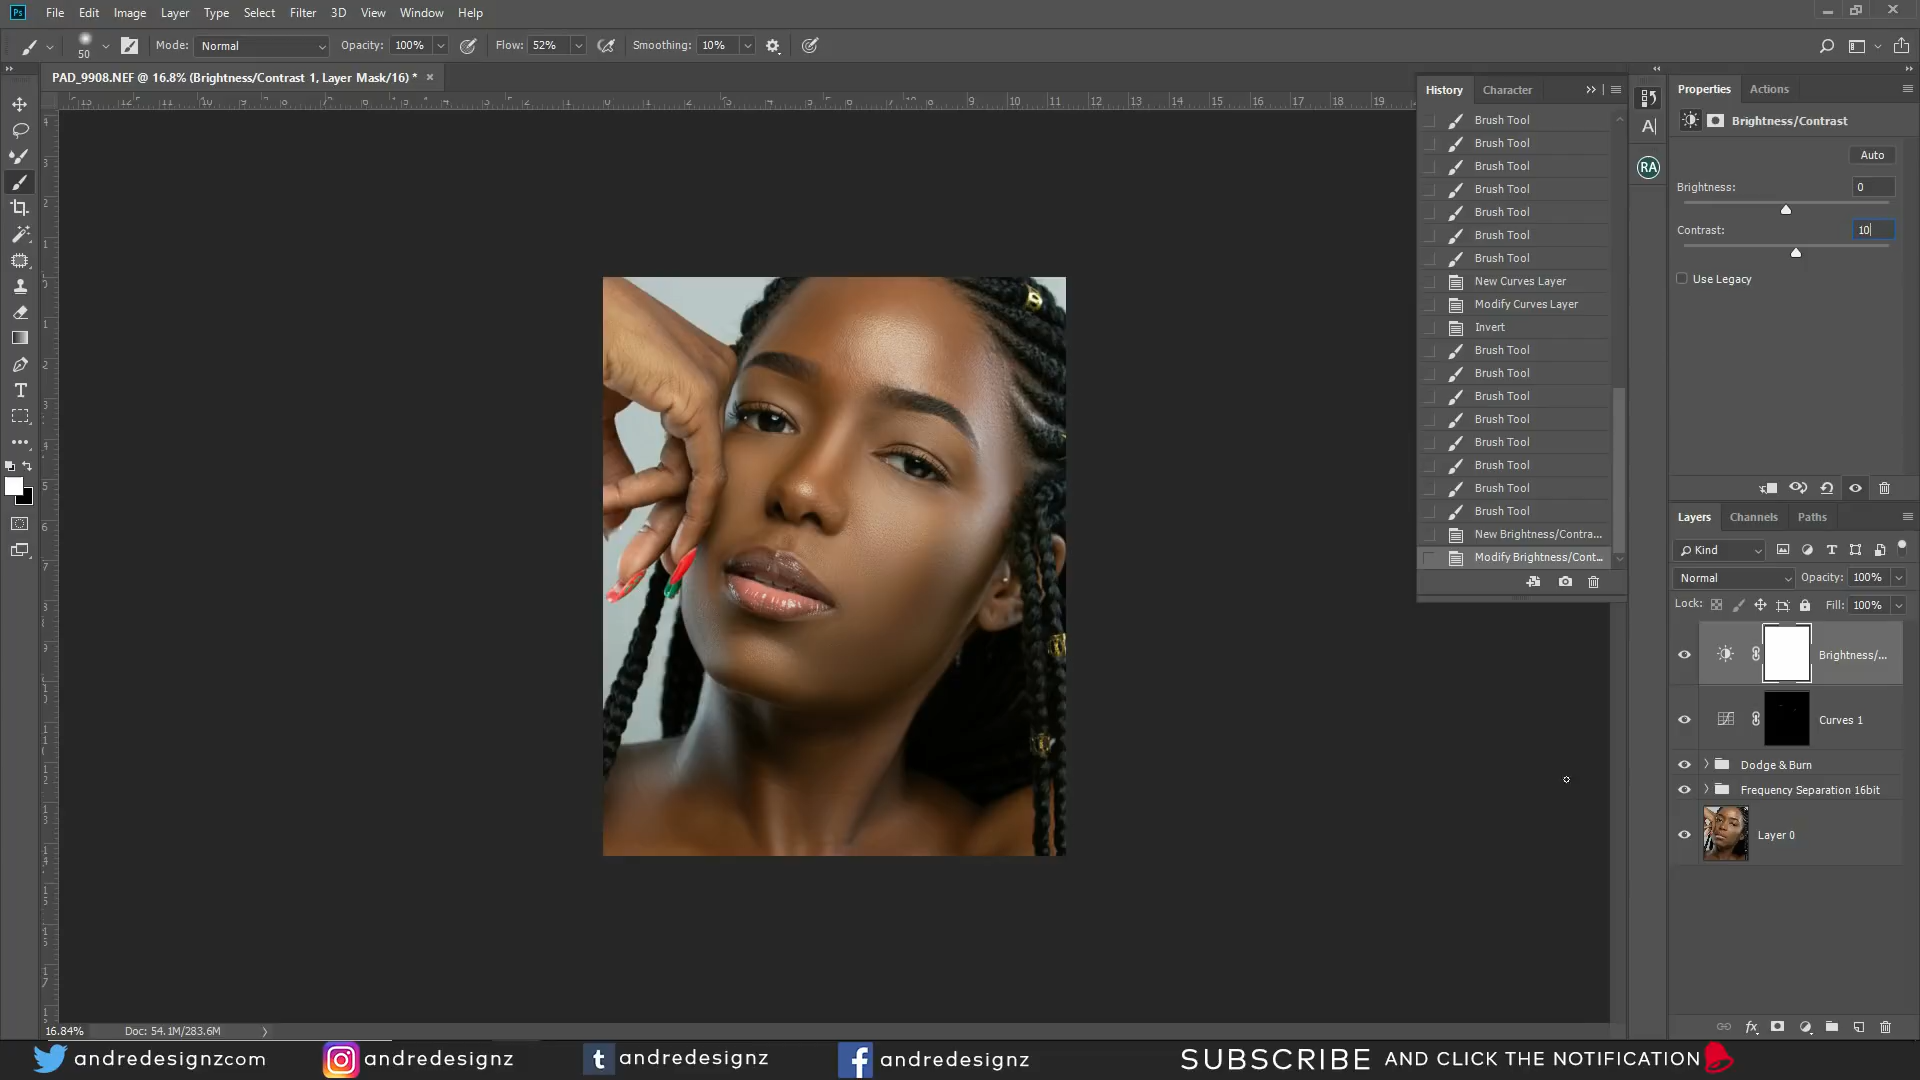 Ps File Edit Image Layer Type Select Filter 3D View Window Help
50 Mode: Normal Opacity: 100% Flow: 52% Smoothing: 10%
PAD_9908.NEF @ 16.8% (Brightness/Contrast 1, Layer Mask/16) *
History Character
Brush Tool
Brush Tool
Brush Tool
Brush Tool
Brush Tool
Brush Tool
Brush Tool
New Curves Layer
Modify Curves Layer
Invert
Brush Tool
Brush Tool
Brush Tool
Brush Tool
Brush Tool
Brush Tool
Brush Tool
Brush Tool
New Brightness/Contra...
Modify Brightness/Cont...
A
RA
Properties Actions
Brightness/Contrast
Auto
Brightness: 0
Contrast: 10
Use Legacy
Layers Channels Paths
Kind
Normal Opacity: 100%
Lock: Fill: 100%
Brightness/...
Curves 1
Dodge & Burn
Frequency Separation 16bit
Layer 0
fx
16.84% Doc: 54.1M/283.6M
andredesignzcom andredesignz andredesignz andredesignz SUBSCRIBE AND CLICK THE NOTIFICATION